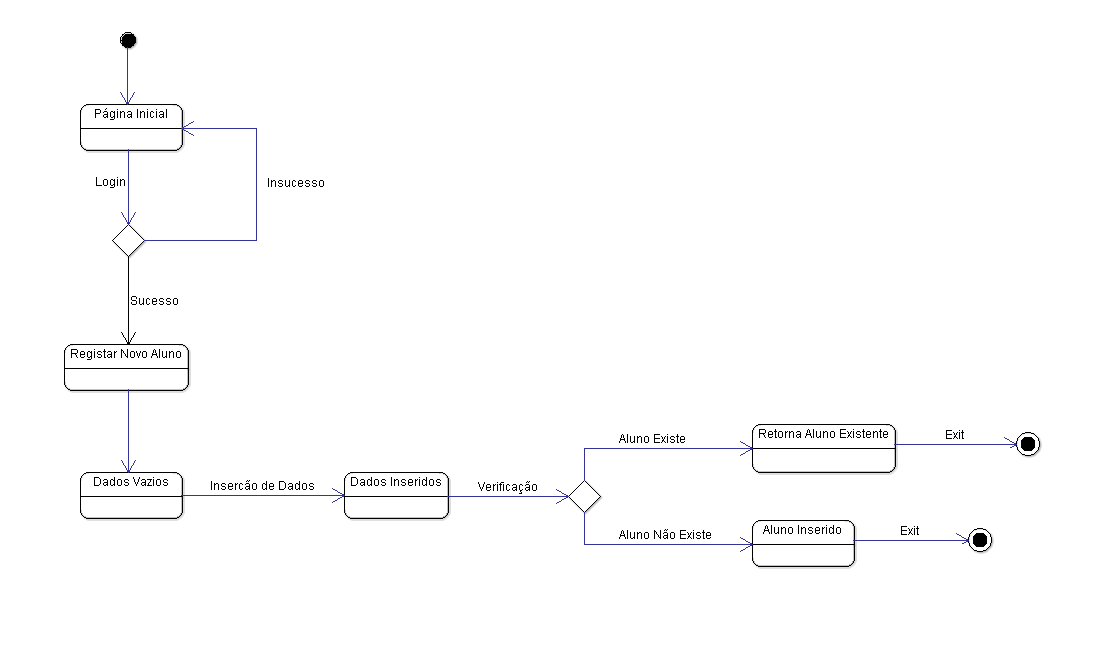 Página Inicial
Login
Insucesso
Sucesso
Registar Novo Aluno
Dados Vazios
Insercão de Dados
Dados Inseridos
Verificação
Aluno Existe
Retorna Aluno Existente
Exit
Aluno Não Existe
Aluno Inserido
Exit